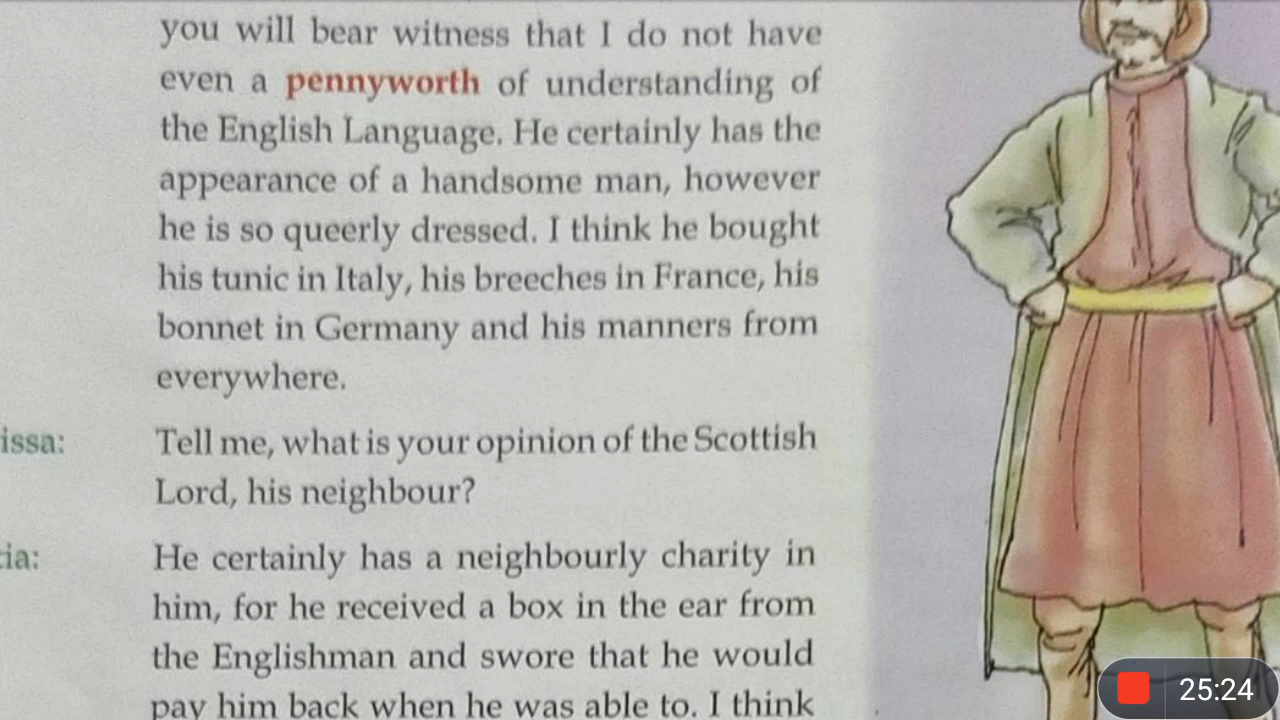 you will bear witness that I do not have
even a pennyworth of understanding of
the English Language. He certainly has the
appearance of a handsome man, however
he is so queerly dressed. I think he bought
his tunic in Italy, his breeches in France, his
bonnet in Germany and his manners from
everywhere.
issa: Tell me, what is your opinion of the Scottish
Lord, his neighbour?
cia: He certainly has a neighbourly charity in
him, for he received a box in the ear from
the Englishman and swore that he would
pay him back when he was able to. I think
25:24